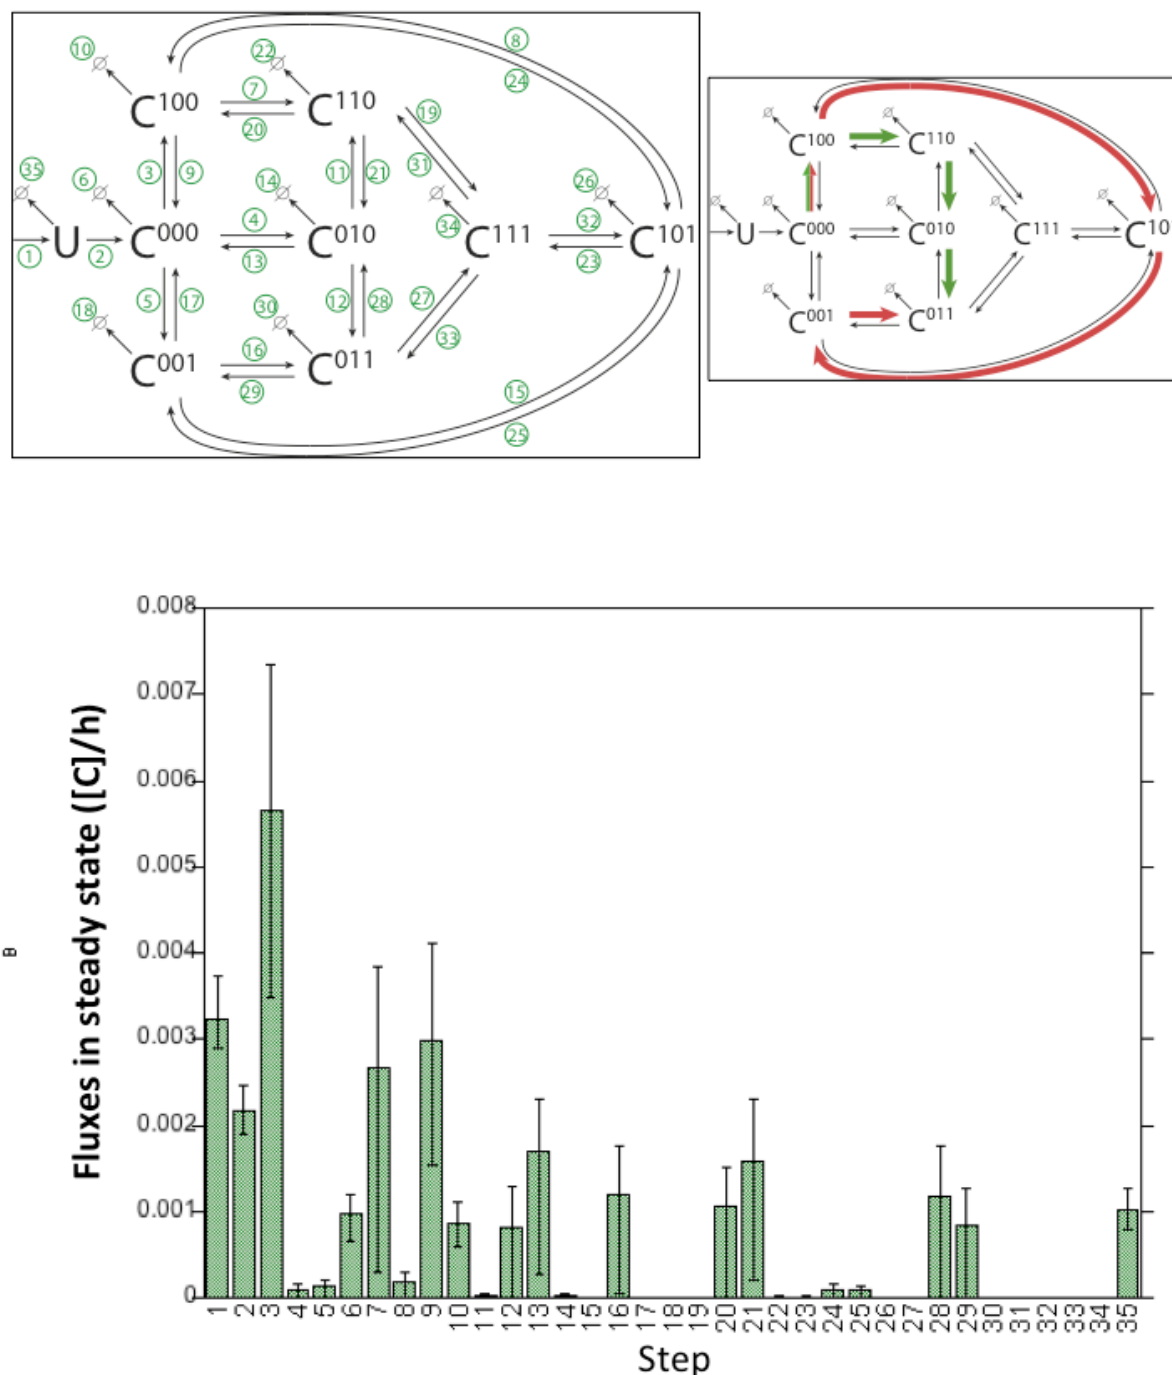 10 22 8
24
C100 7 C110 19
20
31
35 6 3 9 14 11 21 26
34
U C000 4 C010 C111 32 C101
1 2 13 23
18 5 17 30 12 28 27
33
C001 16 C011
29 15
25
C100 C110
U C000 C010 C111 C10
C001 C011
B
Fluxes in steady state ([C]/h)
0.008
0.007
0.006
0.005
0.004
0.003
0.002
0.001
0
1 2 3 4 5 6 7 8 9 10 11 12 13 14 15 16 17 18 19 20 21 22 23 24 25 26 27 28 29 30 31 32 33 34 35
Step